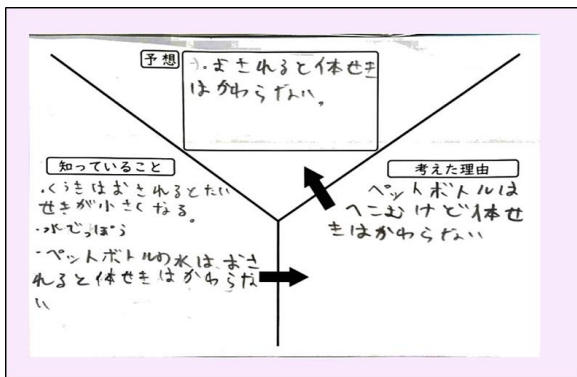 予想
・おされると体せき
はかわらない。
知っていること
・くうきはおされるとたい
せきが小さくなる。
・水でっぽう
・ペットボトルの水は、おさ
れると体せきはかわらな
い
考えた理由
ペットボトルは
へこむけど体せ
きはかわらない